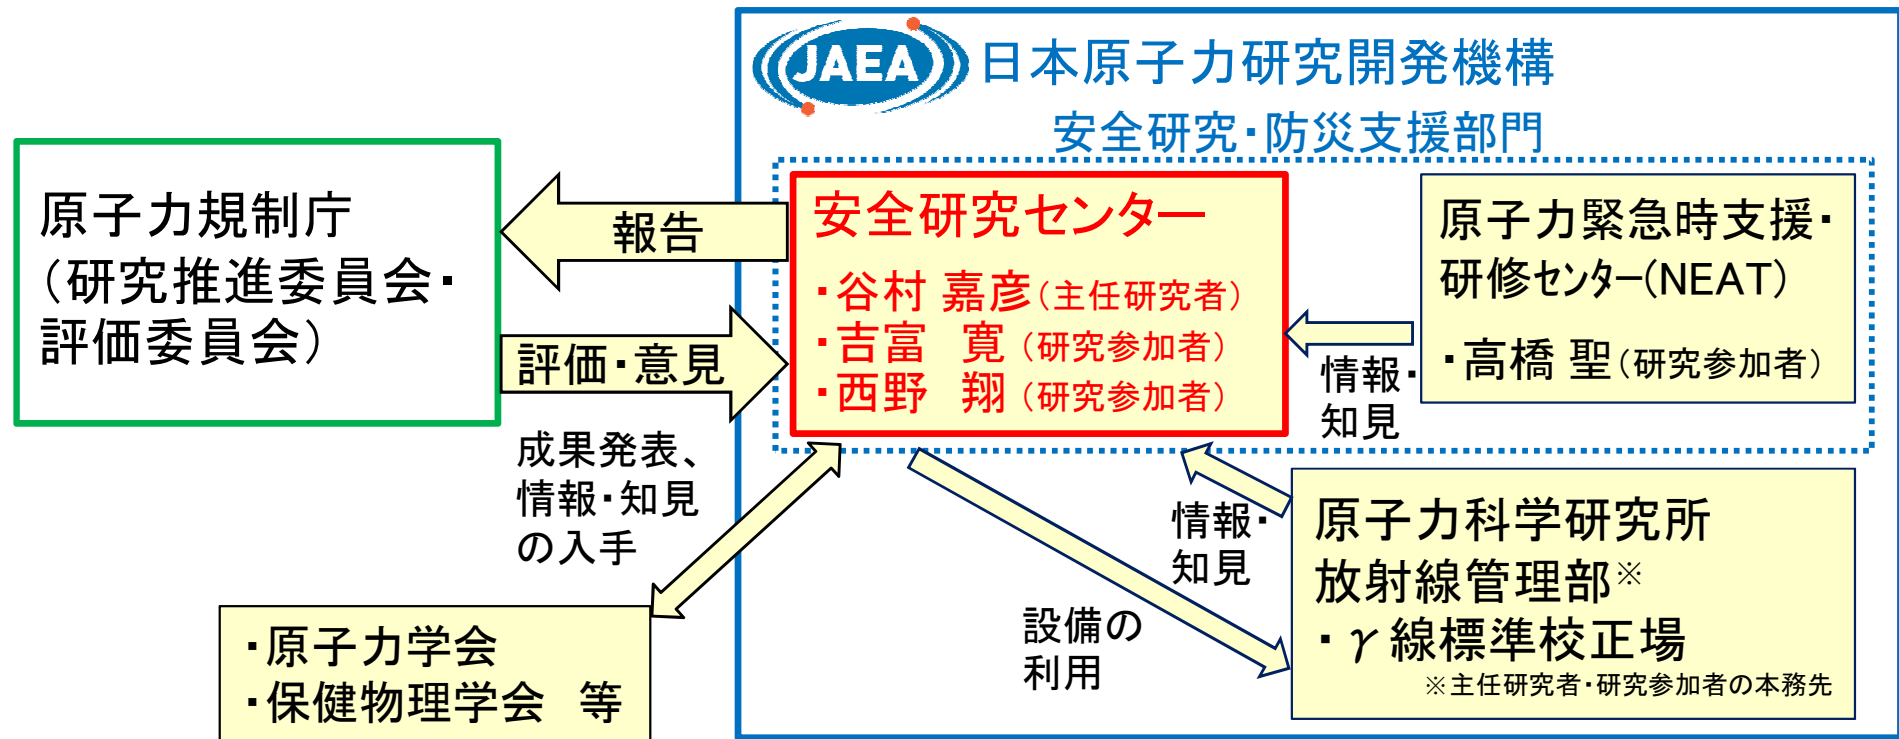 JAEA
日本原子力研究開発機構
安全研究・防災支援部門
原子力規制庁
（研究推進委員会・
評価委員会）
報告
評価・意見
安全研究センター
・谷村 嘉彦（主任研究者）
・吉富　寛（研究参加者）
・西野　翔（研究参加者）
原子力緊急時支援・
研修ｾﾝﾀｰ(NEAT)
・高橋 聖（研究参加者）
情報・
知見
成果発表、
情報・知見
の入手
・原子力学会
・保健物理学会　等
情報・
知見
設備の
利用
原子力科学研究所
放射線管理部※
・γ線標準校正場
※主任研究者・研究参加者の本務先